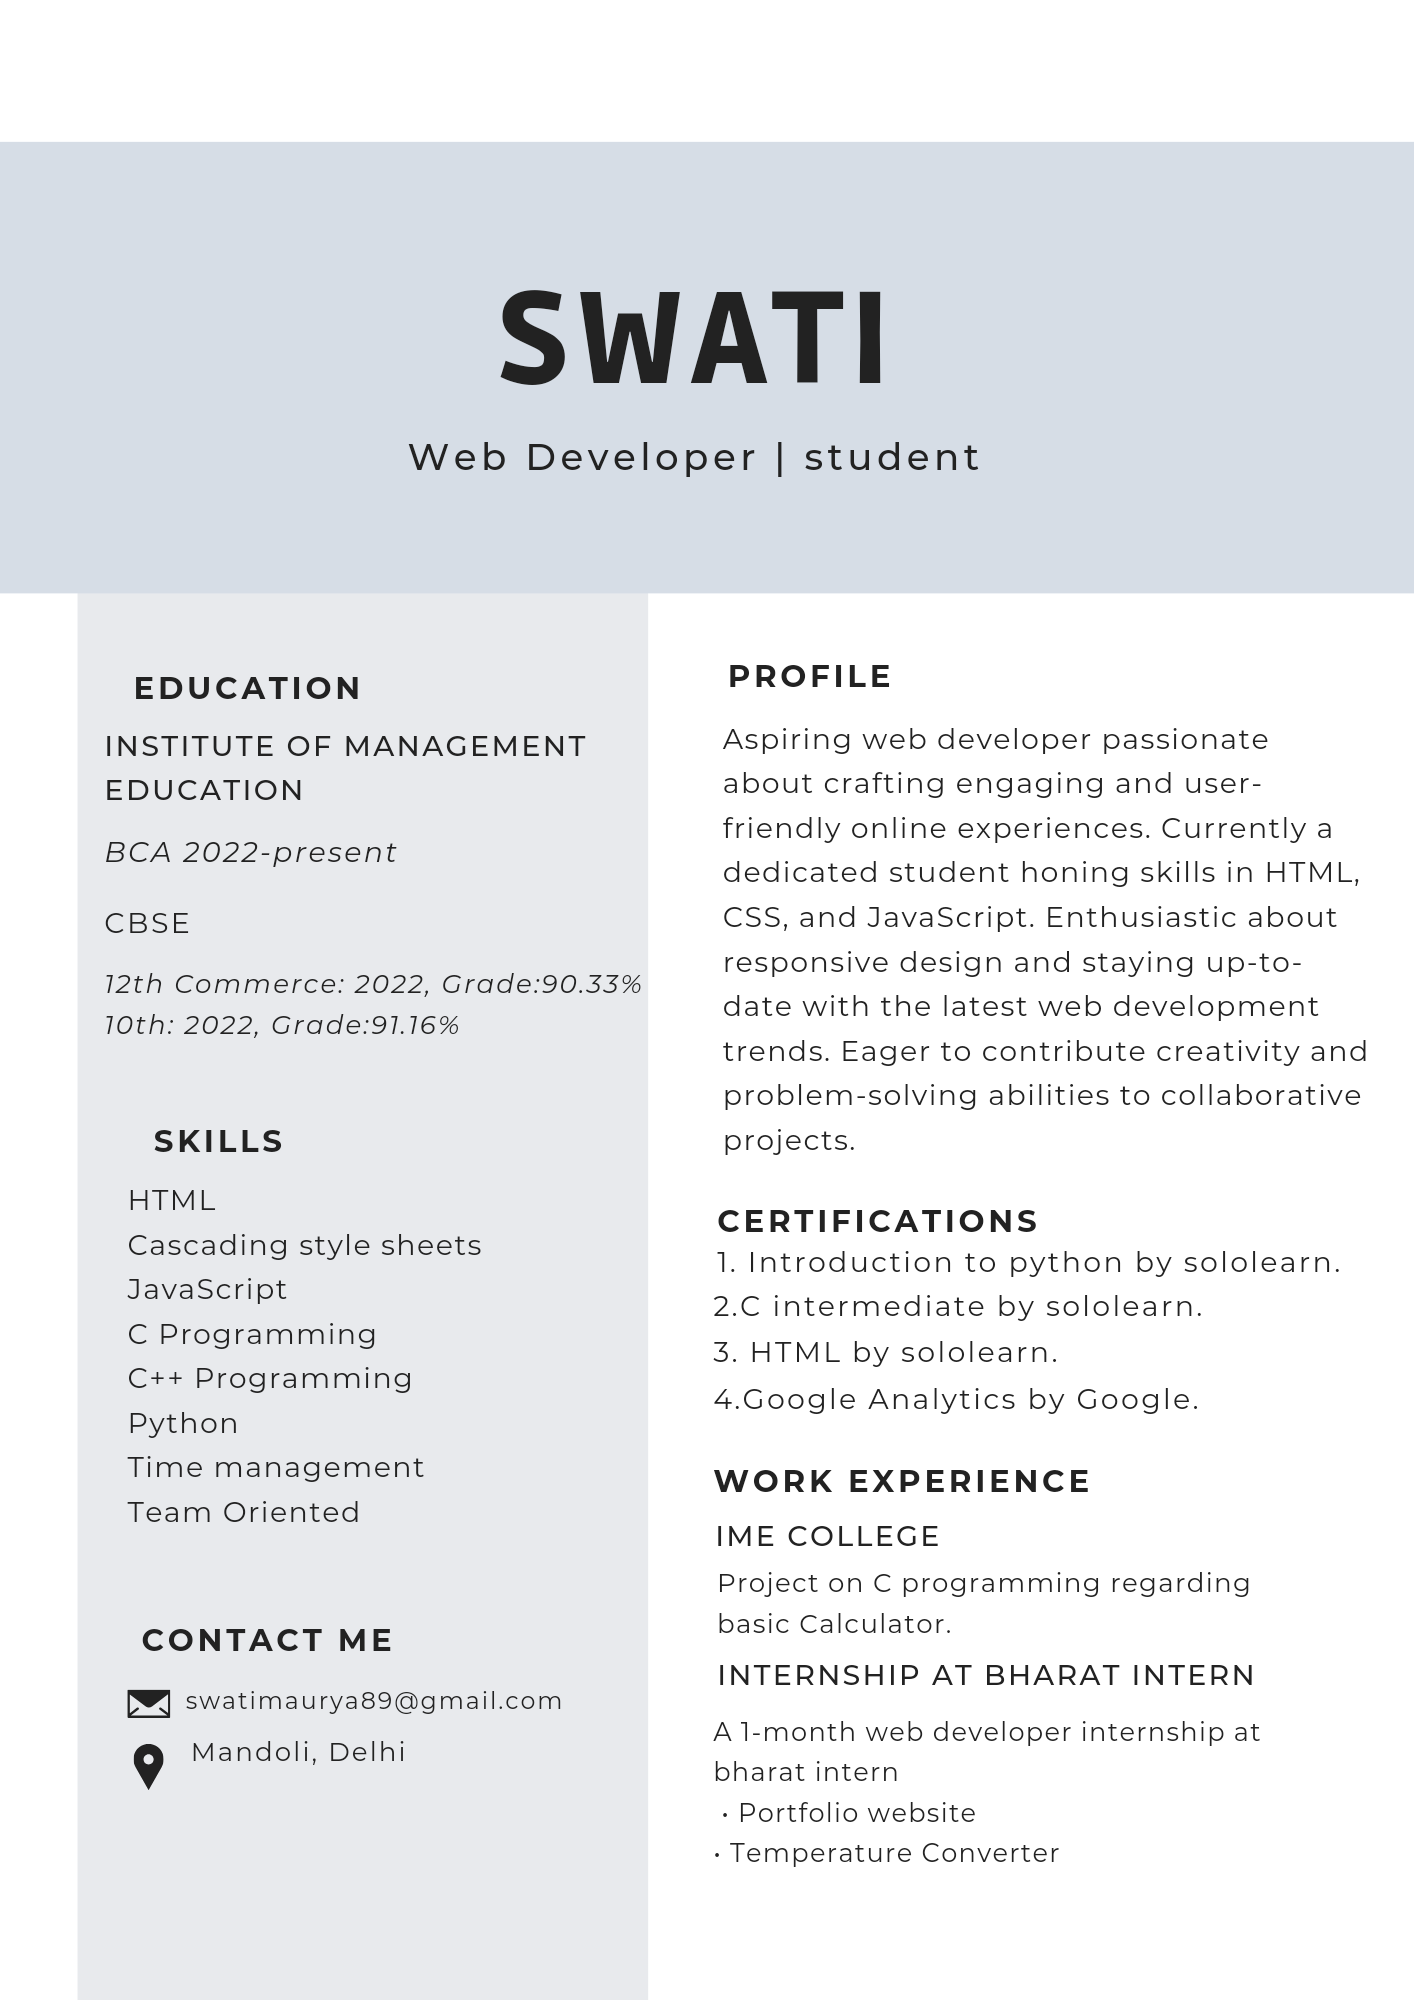 SWATI
Web Developer | student
EDUCATION
INSTITUTE OF MANAGEMENT
EDUCATION
BCA 2022-present
CBSE
12th Commerce: 2022, Grade:90.33%
10th: 2022, Grade:91.16%
SKILLS
HTML
Cascading style sheets
JavaScript
C Programming
C++ Programming
Python
Time management
Team Oriented
CONTACT ME
swatimaurya89@gmail.com
Mandoli, Delhi
PROFILE
Aspiring web developer passionate
about crafting engaging and user-
friendly online experiences. Currently a
dedicated student honing skills in HTML,
CSS, and JavaScript. Enthusiastic about
responsive design and staying up-to-
date with the latest web development
trends. Eager to contribute creativity and
problem-solving abilities to collaborative
projects.
CERTIFICATIONS
1. Introduction to python by sololearn.
2.C intermediate by sololearn.
3. HTML by sololearn.
4.Google Analytics by Google.
WORK EXPERIENCE
IME COLLEGE
Project on C programming regarding
basic Calculator.
INTERNSHIP AT BHARAT INTERN
A 1-month web developer internship at
bharat intern
• Portfolio website
• Temperature Converter